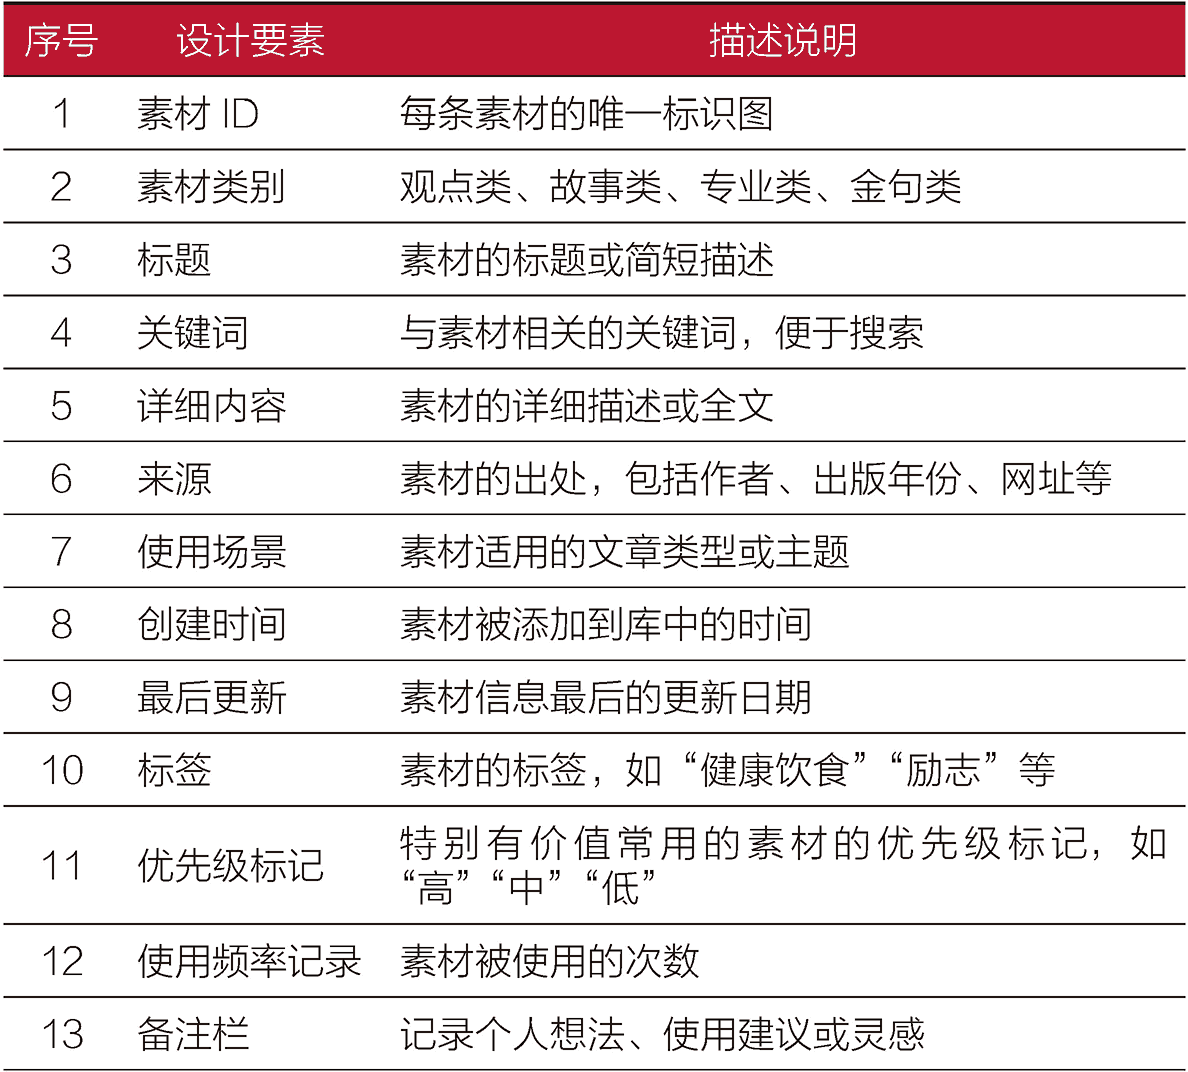 序号 设计要素 描述说明
1 素材 ID 每条素材的唯一标识图
2 素材类别 观点类、故事类、专业类、金句类
3 标题 素材的标题或简短描述
4 关键词 与素材相关的关键词，便于搜索
5 详细内容 素材的详细描述或全文
6 来源 素材的出处，包括作者、出版年份、网址等
7 使用场景 素材适用的文章类型或主题
8 创建时间 素材被添加到库中的时间
9 最后更新 素材信息最后的更新日期
10 标签 素材的标签，如“健康饮食”“励志”等
11 优先级标记 特别有价值常用的素材的优先级标记，如
“高”“中”“低”
12 使用频率记录 素材被使用的次数
13 备注栏 记录个人想法、使用建议或灵感